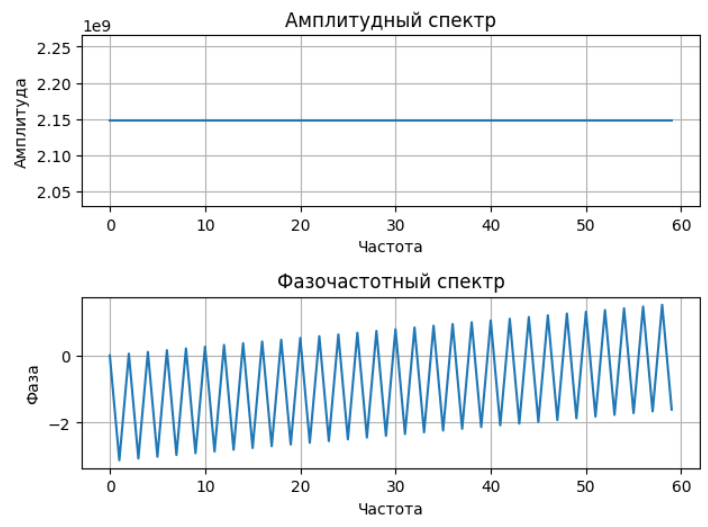 Амплитудный спектр
1e9
2.25
2.20
2.15
2.10
2.05
Амплитуда
0 10 20 30 40 50 60
Частота
Фазочастотный спектр
0
−2
Фаза
0 10 20 30 40 50 60
Частота